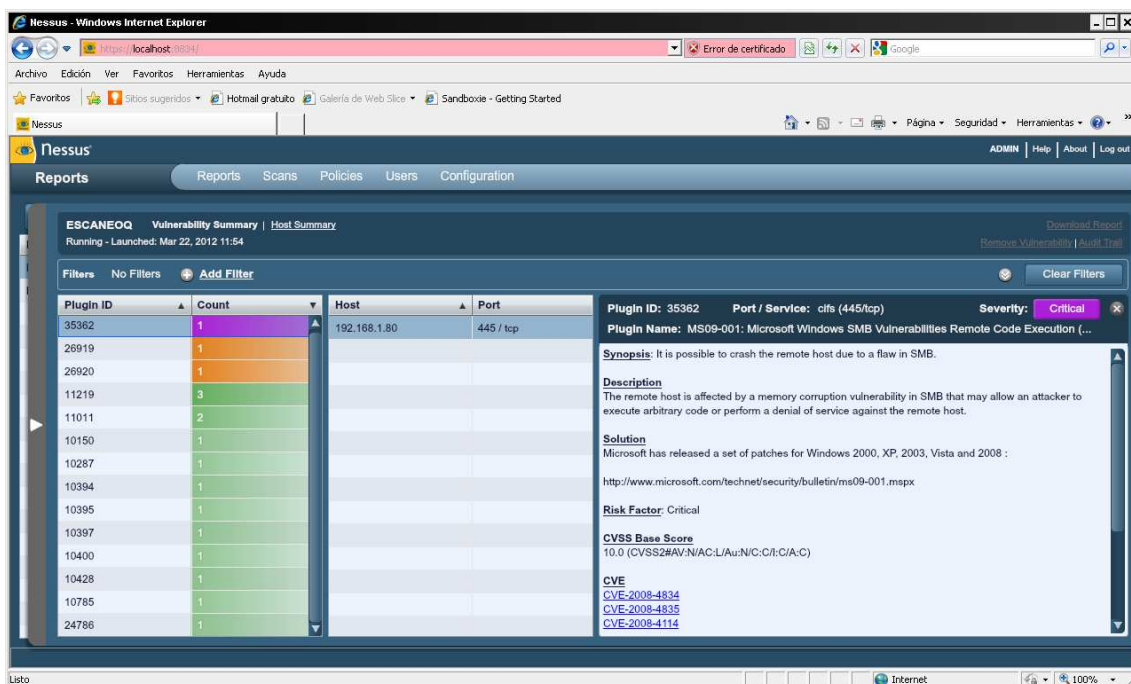 Nessus - Windows Internet Explorer
https://localhost:8834/
Error de certificado
Google
Archivo Edición Ver Favoritos Herramientas Ayuda
Favoritos Sitios sugeridos Hotmail gratuito Galería de Web Slice Sandboxie - Getting Started
Nessus
Página Seguridad Herramientas
Nessus
ADMIN | Help | About | Log out
Reports
Reports Scans Policies Users Configuration
ESCANEOQ Vulnerability Summary | Host Summary
Download Report
Running - Launched: Mar 22, 2012 11:54
Remove Vulnerability | Audit Trail
Filters No Filters Add Filter
Clear Filters
Plugin ID Count
35362 1
26919 1
26920 1
11219 3
11011 2
10150 1
10287 1
10394 1
10395 1
10397 1
10400 1
10428 1
10785 1
24786 1
Host Port
192.168.1.80 445 / tcp
Plugin ID: 35362 Port / Service: cifs (445/tcp) Severity: Critical
Plugin Name: MS09-001: Microsoft Windows SMB Vulnerabilities Remote Code Execution (...
Synopsis: It is possible to crash the remote host due to a flaw in SMB.
Description
The remote host is affected by a memory corruption vulnerability in SMB that may allow an attacker to
execute arbitrary code or perform a denial of service against the remote host.
Solution
Microsoft has released a set of patches for Windows 2000, XP, 2003, Vista and 2008 :
http://www.microsoft.com/technet/security/bulletin/ms09-001.mspx
Risk Factor: Critical
CVSS Base Score
10.0 (CVSS2#AV:N/AC:L/Au:N/C:C/I:C/A:C)
CVE
CVE-2008-4834
CVE-2008-4835
CVE-2008-4114
Listo
Internet
100%